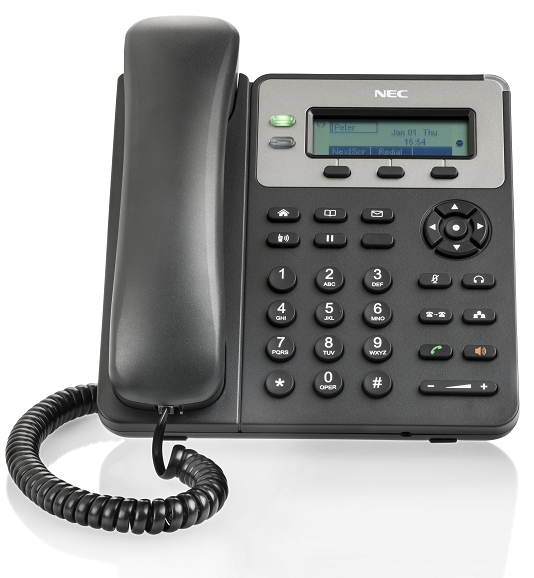 NEC
Peter
Jan 01 Thu
15:54
NextScr Redial
1
2 ABC
3 DEF
4 GHI
5 JKL
6 MNO
7 PQRS
8 TUV
9 WXYZ
*
0 OPER
#
- +